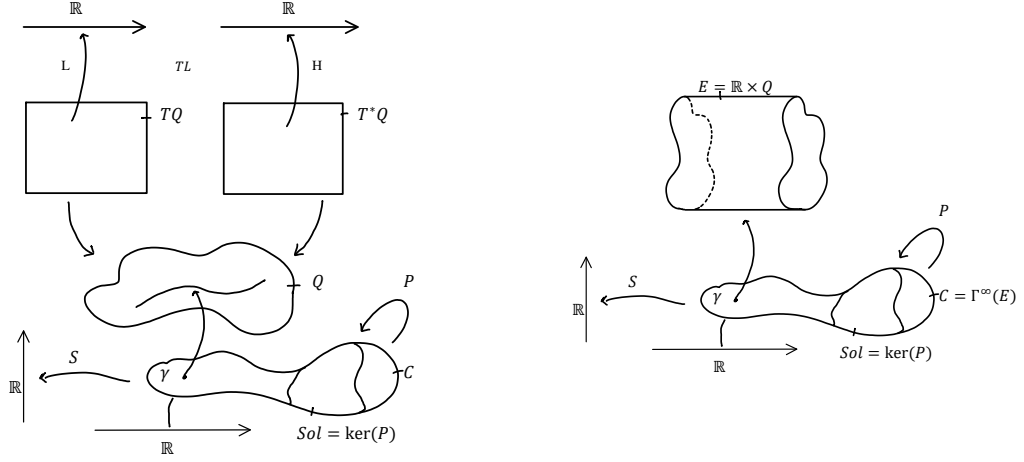 ℝ
ℝ
L
TL
H
TQ
T*Q
Q
P
S
γ
C
ℝ
Sol = ker(P)
ℝ
E = ℝ × Q
P
S
γ
C = Γ^∞(E)
ℝ
Sol = ker(P)
ℝ